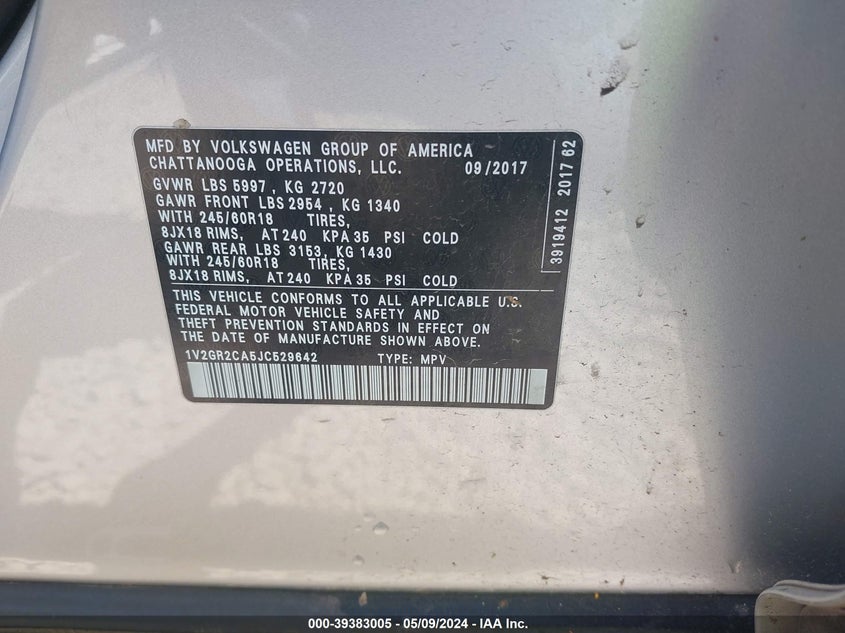 MFD BY VOLKSWAGEN GROUP OF AMERICA
CHATTANOOGA OPERATIONS, LLC. 09/2017
GVWR LBS 5997 , KG 2720
GAWR FRONT LBS 2954 , KG 1340
WITH 245/60R18 TIRES,
8JX18 RIMS, AT 240 KPA 35 PSI COLD
GAWR REAR LBS 3153, KG 1430
WITH 245/60R18 TIRES,
8JX18 RIMS, AT 240 KPA 35 PSI COLD
THIS VEHICLE CONFORMS TO ALL APPLICABLE U.S.
FEDERAL MOTOR VEHICLE SAFETY AND
THEFT PREVENTION STANDARDS IN EFFECT ON
THE DATE OF MANUFACTURE SHOWN ABOVE.
1V2GR2CA5JC529642 TYPE: MPV
3919412 2017 62
000-39383005 - 05/09/2024 - IAA Inc.